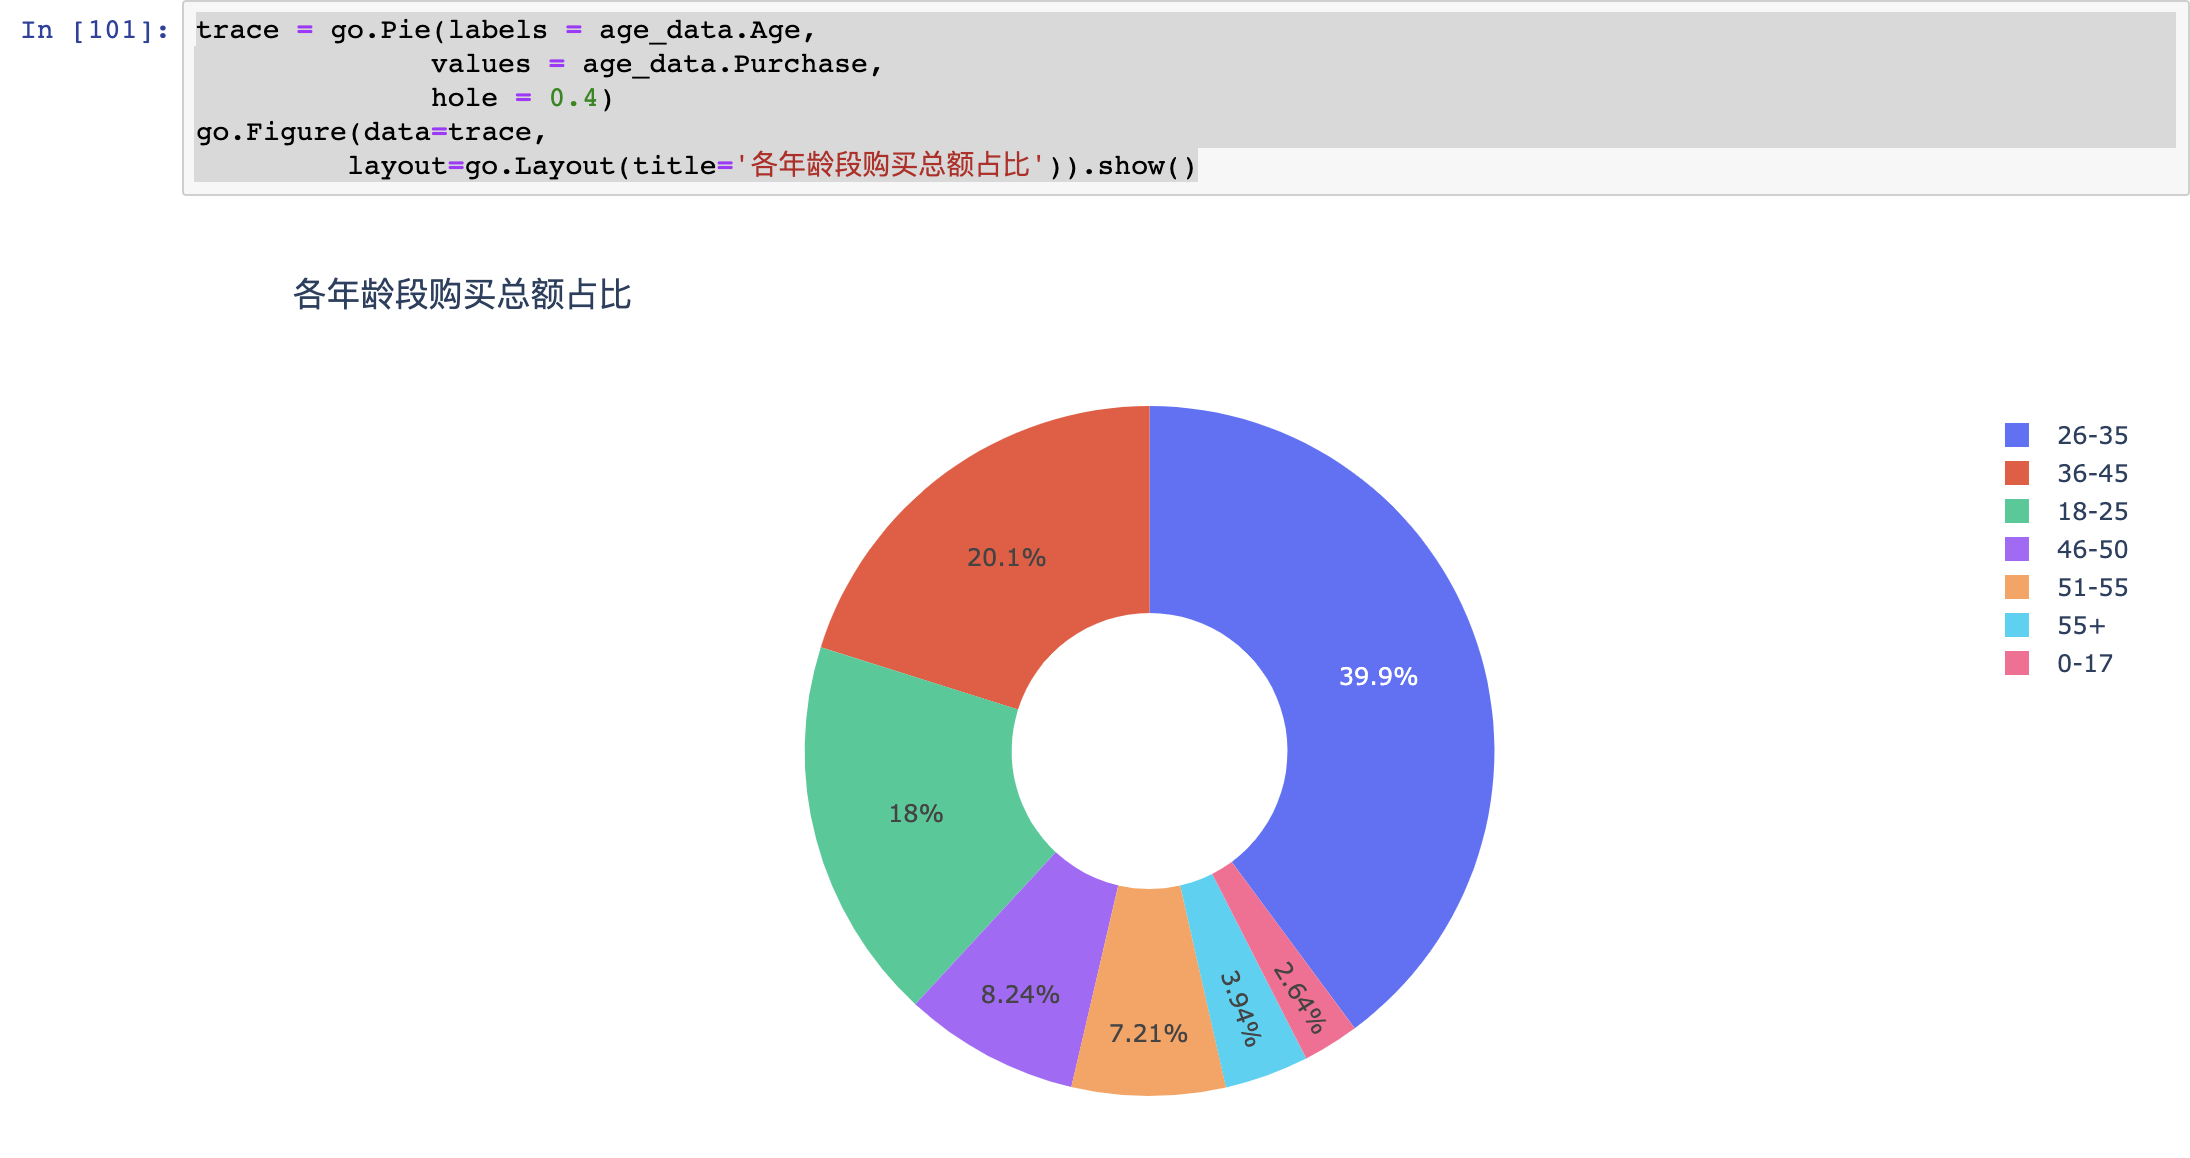 In [101]:
trace = go.Pie(labels = age_data.Age,
values = age_data.Purchase,
hole = 0.4)
go.Figure(data=trace,
layout=go.Layout(title='各年龄段购买总额占比')).show()
各年龄段购买总额占比
26-35
36-45
18-25
46-50
51-55
55+
0-17
20.1%
39.9%
18%
8.24%
7.21%
3.94%
2.64%